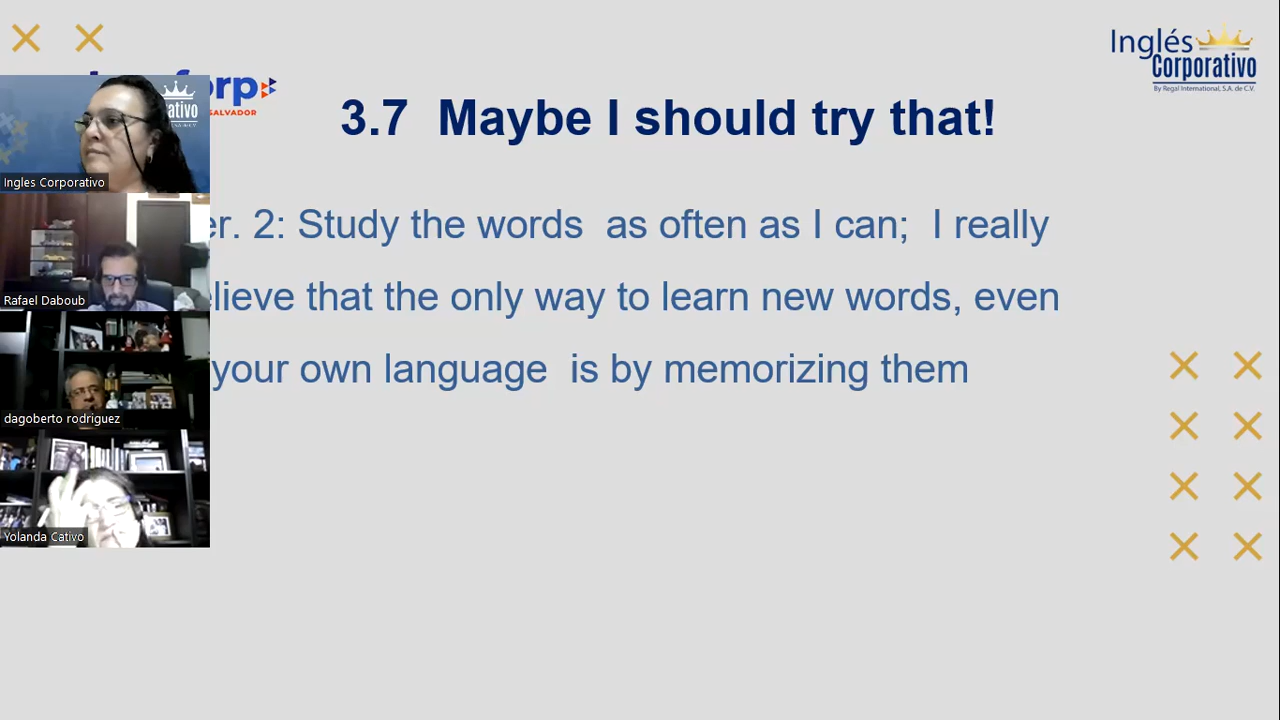 Inglés
Corporativo
By Regal International, S.A. de C.V.
SALVADOR
3.7 Maybe I should try that!
Ingles Corporativo
er. 2: Study the words as often as I can; I really
elieve that the only way to learn new words, even
your own language is by memorizing them
Rafael Daboub
dagoberto rodriguez
Yolanda Cativo